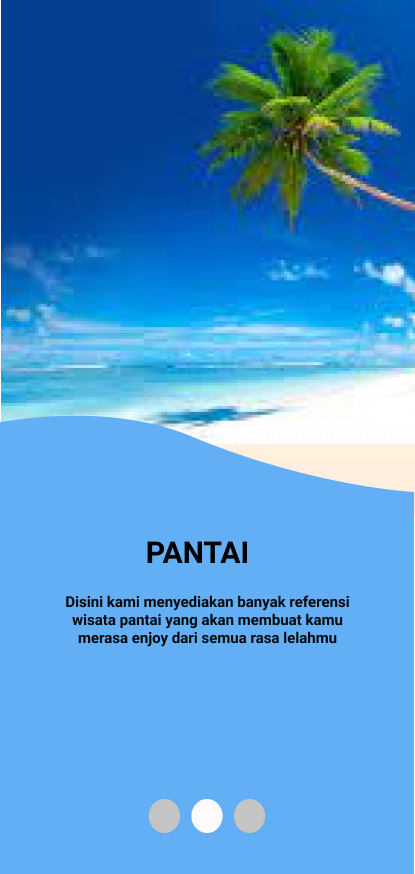 PANTAI
Disini kami menyediakan banyak referensi
wisata pantai yang akan membuat kamu
merasa enjoy dari semua rasa lelahmu